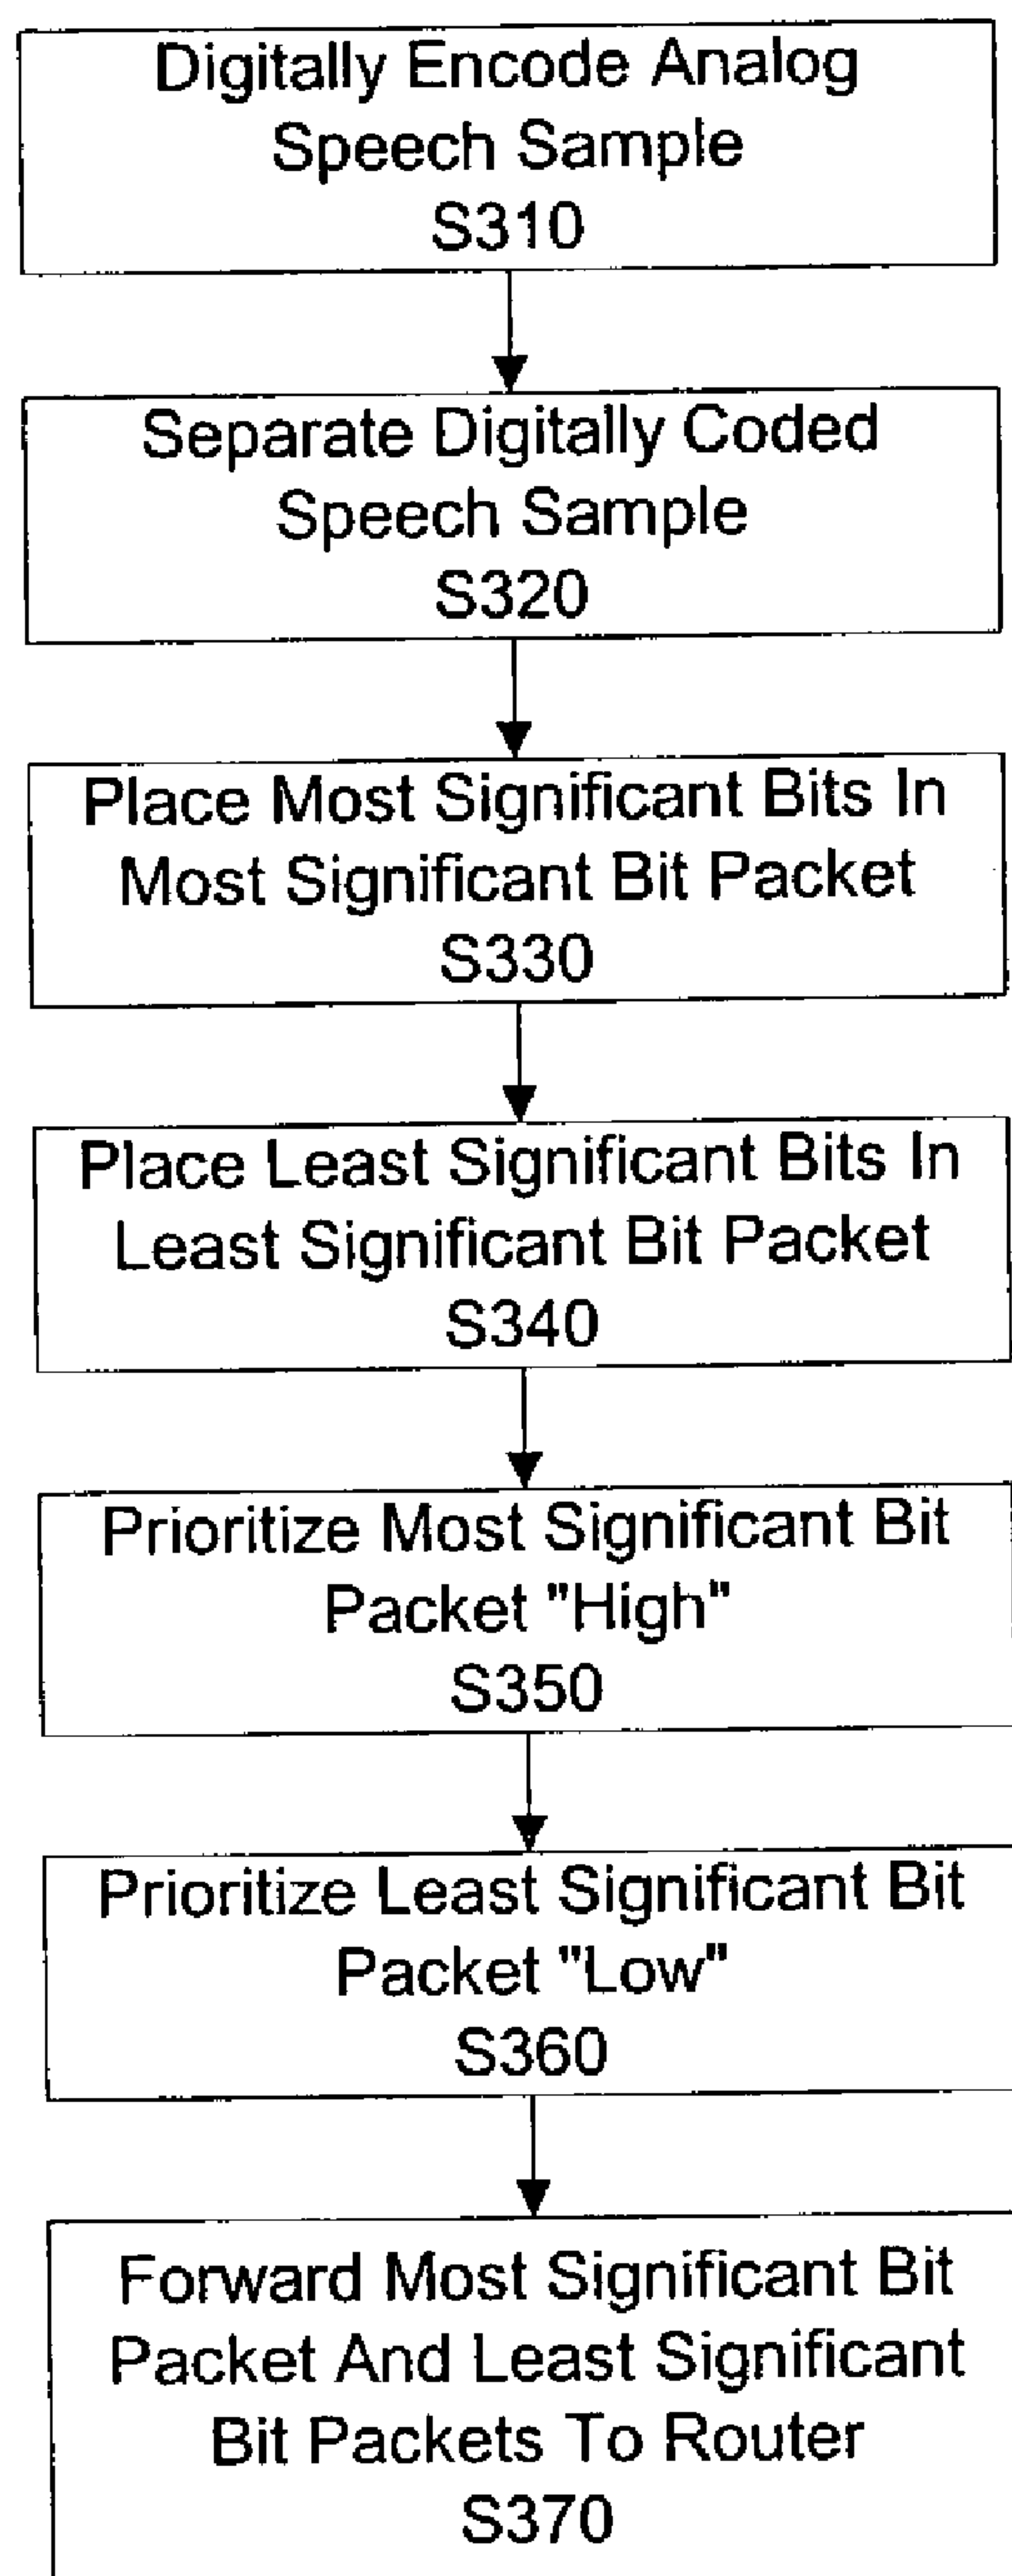 Digitally Encode Analog
Speech Sample
S310
Separate Digitally Coded
Speech Sample
S320
Place Most Significant Bits In
Most Significant Bit Packet
S330
Place Least Significant Bits In
Least Significant Bit Packet
S340
Prioritize Most Significant Bit
Packet "High"
S350
Prioritize Least Significant Bit
Packet "Low"
S360
Forward Most Significant Bit
Packet And Least Significant
Bit Packets To Router
S370